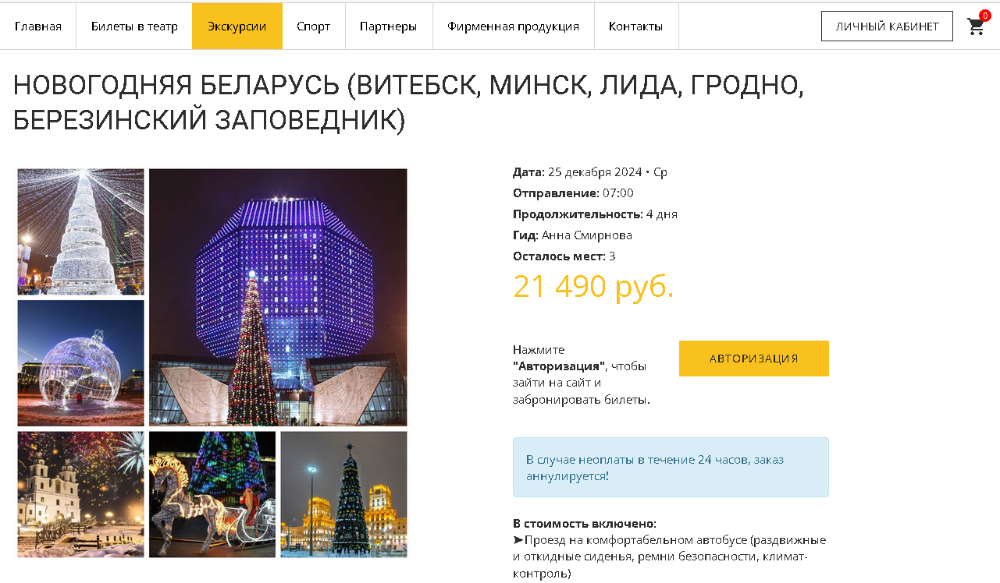 Главная
Билеты в театр
Экскурсии
Спорт
Партнеры
Фирменная продукция
Контакты
ЛИЧНЫЙ КАБИНЕТ
0
НОВОГОДНЯЯ БЕЛАРУСЬ (ВИТЕБСК, МИНСК, ЛИДА, ГРОДНО,
БЕРЕЗИНСКИЙ ЗАПОВЕДНИК)
Дата: 25 декабря 2024 • Ср
Отправление: 07:00
Продолжительность: 4 дня
Гид: Анна Смирнова
Осталось мест: 3
21 490 руб.
Нажмите
"Авторизация", чтобы
зайти на сайт и
забронировать билеты.
АВТОРИЗАЦИЯ
В случае неоплаты в течение 24 часов, заказ
аннулируется!
В стоимость включено:
➤Проезд на комфортабельном автобусе (раздвижные
и откидные сиденья, ремни безопасности, климат-
контроль)